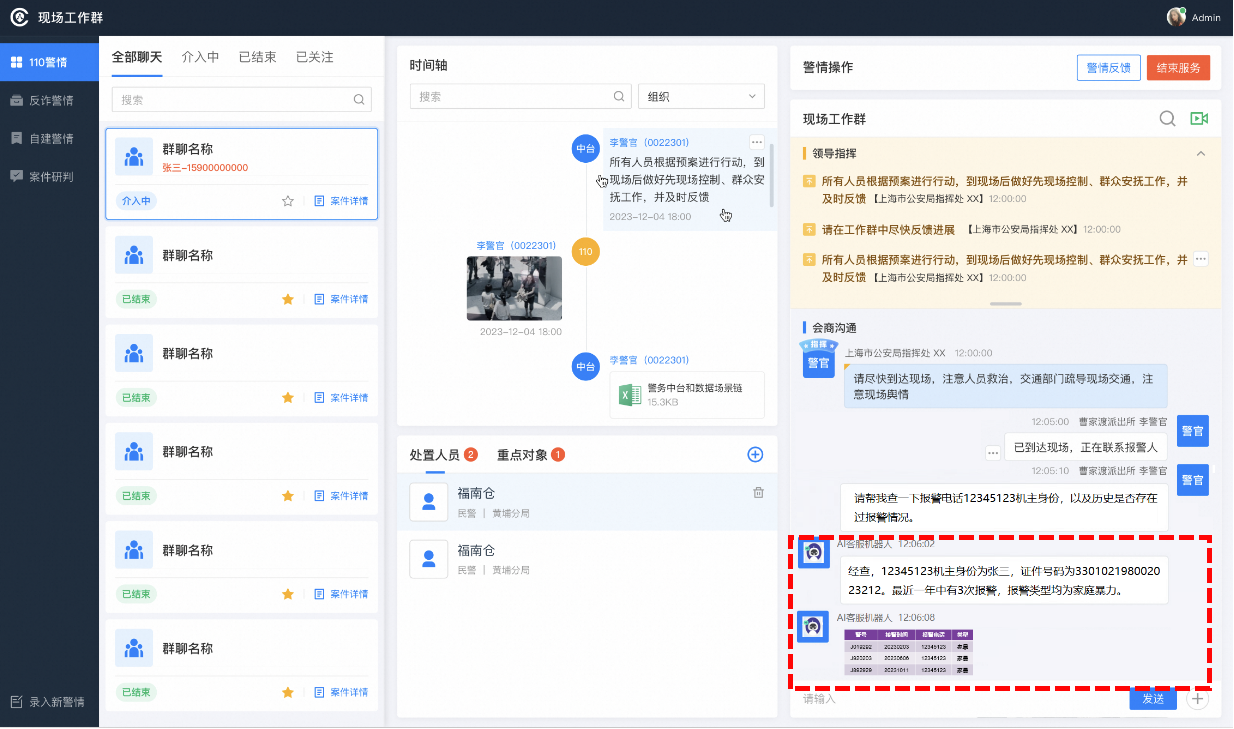 现场工作群
Admin
110警情
反诈警情
自建警情
案件研判
录入新警情
全部聊天
介入中
已结束
已关注
搜索
群聊名称
张三-15900000000
介入中
案件详情
群聊名称
已结束
案件详情
群聊名称
已结束
案件详情
群聊名称
已结束
案件详情
群聊名称
已结束
案件详情
群聊名称
已结束
案件详情
时间轴
搜索
组织
中台
李警官（0022301）
所有人员根据预案进行行动，到
现场后做好先现场控制、群众安
抚工作，并及时反馈
2023-12-04 18:00
李警官（0022301）
110
2023-12-04 18:00
中台
李警官（0022301）
警务中台和数据场景链
15.3KB
处置人员 2
重点对象 1
福南仓
民警 | 黄埔分局
福南仓
民警 | 黄埔分局
警情操作
警情反馈
结束服务
现场工作群
领导指挥
所有人员根据预案进行行动，到现场后做好先现场控制、群众安抚工作，并
及时反馈【上海市公安局指挥处 XX】12:00:00
请在工作群中尽快反馈进展 【上海市公安局指挥处 XX】12:00:00
所有人员根据预案进行行动，到现场后做好先现场控制、群众安抚工作，并
及时反馈【上海市公安局指挥处 XX】12:00:00
会商沟通
指挥
警官
上海市公安局指挥处 XX 12:00:00
请尽快到达现场，注意人员救治，交通部门疏导现场交通，注
意现场舆情
12:05:00 曹家渡派出所 李警官
警官
已到达现场，正在联系报警人
12:05:10 曹家渡派出所 李警官
警官
请帮我查一下报警电话12345123机主身份，以及历史是否存在
过报警情况。
AI客服机器人 12:06:02
经查，12345123机主身份为张三，证件号码为3301021980020
23212。最近一年中有3次报警，报警类型均为家庭暴力。
AI客服机器人 12:06:08
警号 接警时间 报警电话 类型
J019292 20230203 12345123 家暴
J920203 20230606 12345123 家暴
J892929 20231011 12345123 家暴
请输入
发送